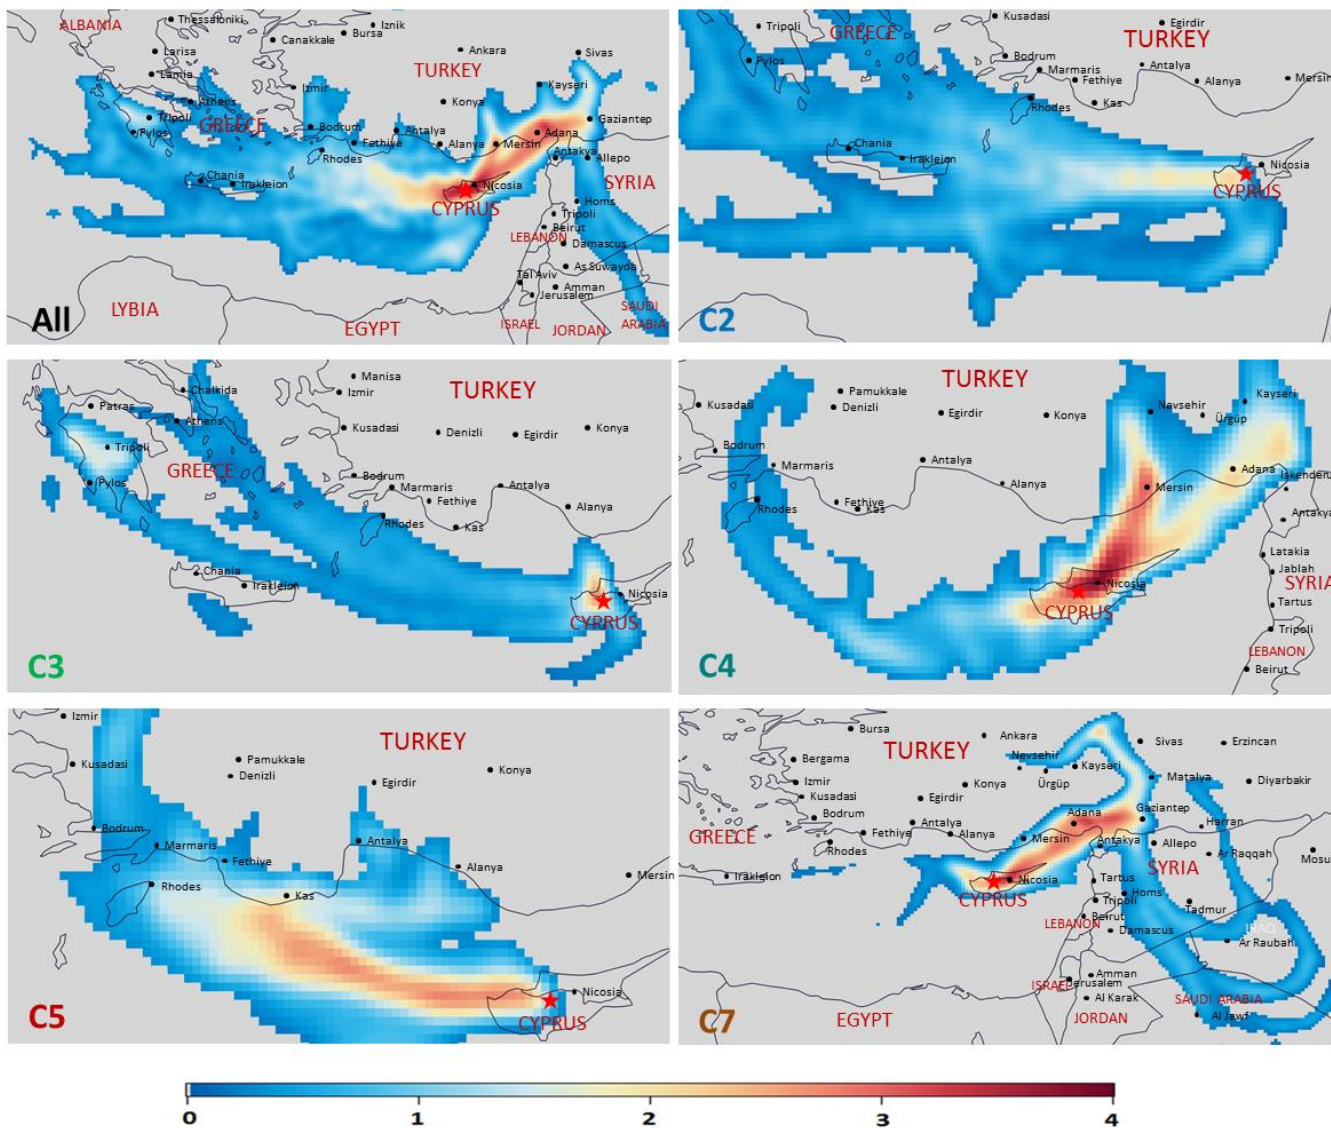 ALBANIA
Thessaloniki
Iznik
Bursa
Canakkale
Larisa
Ankara
Sivas
Lamia
TURKEY
Izmir
Kayseri
Athens
Konya
Tripoli
GREECE
Gaziantep
Pylos
Bodrum
Antalya
Adana
Fethiye
Alanya
Mersin
Rhodes
Antakya
Allepo
Chania
Irakleion
Nicosia
SYRIA
CYPRUS
Homs
Tripoli
Beirut
LEBANON
Damascus
Tal Aviv
As Suwayda
Amman
Jerusalem
LYBIA
SAUDI
ARABIA
All
EGYPT
ISRAEL
JORDAN
Kusadasi
Tripoli
GREECE
Egirdir
TURKEY
Pylos
Bodrum
Marmaris
Antalya
Fethiye
Alanya
Mersin
Rhodes
Kas
Chania
Irakleion
Nicosia
CYPRUS
C2
Manisa
Chalkida
Izmir
TURKEY
Patras
Athens
Kusadasi
Denizli
Egirdir
Konya
Tripoli
GREECE
Pylos
Bodrum
Marmaris
Antalya
Fethiye
Alanya
Rhodes
Kas
Chania
Irakleion
Nicosia
CYPRUS
C3
TURKEY
Pamukkale
Kayseri
Kusadasi
Denizli
Egirdir
Konya
Nevsehir
Ürgüp
Bodrum
Marmaris
Antalya
Adana
Iskenderu
Alanya
Mersin
Rhodes
Fethiye
Kas
Antakya
Latakia
Jablah
Nicosia
SYRIA
CYPRUS
Tartus
Tripoli
LEBANON
Beirut
C4
Izmir
TURKEY
Kusadasi
Pamukkale
Denizli
Konya
Egirdir
Bodrum
Marmaris
Antalya
Fethiye
Alanya
Mersin
Rhodes
Kas
Nicosia
CYPRUS
C5
Bursa
Ankara
Sivas
Erzincan
TURKEY
Nevsehir
Bergama
Kayseri
Izmir
Konya
Ürgüp
Matalya
Diyarbakir
Kusadasi
Egirdir
Bodrum
Adana
Gaziantep
GREECE
Antalya
Harran
Fethiye
Alanya
Mersin
Rhodes
Antakya
Allepo
Ar Raqqah
Mosu
Irakleion
Nicosia
Tartus
SYRIA
CYPRUS
Homs
Tripoli
Tadmur
LEBANON
Beirut
Damascus
IRAQ
Ar Raubah
Amman
ISRAEL
Jerusalem
Al Karak
SAUDI ARABIA
C7
EGYPT
JORDAN
Al Jawf
0
1
2
3
4